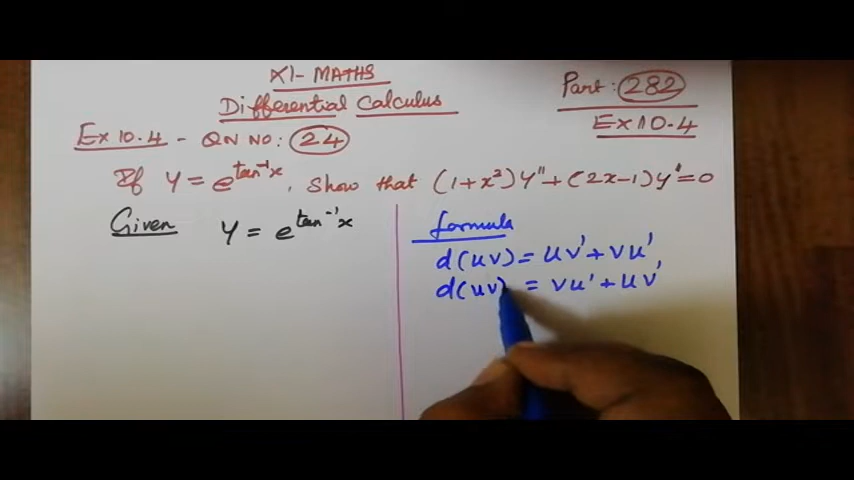 XI - MATHS
Differential Calculus
Part: 282
Ex 10.4
Ex 10.4 - QN NO: 24
If y = e^{tan⁻¹x}, show that (1+x²)y'' + (2x-1)y' = 0
Given y = e^{tan⁻¹x}
formula
d(uv) = uv' + vu'
d(uv) = vu' + uv'